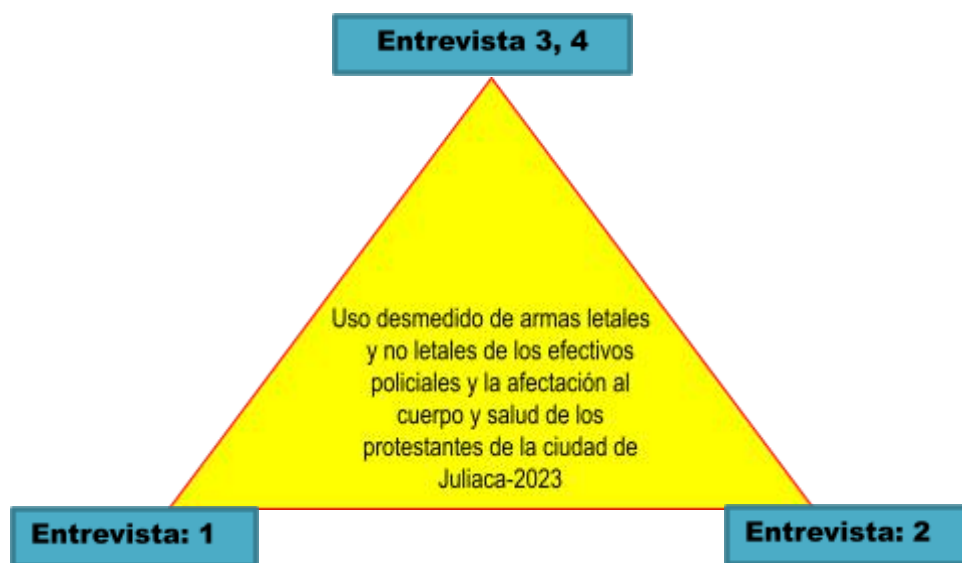 Entrevista 3, 4
Uso desmedido de armas letales
y no letales de los efectivos
policiales y la afectación al
cuerpo y salud de los
protestantes de la ciudad de
Juliaca-2023
Entrevista: 1
Entrevista: 2